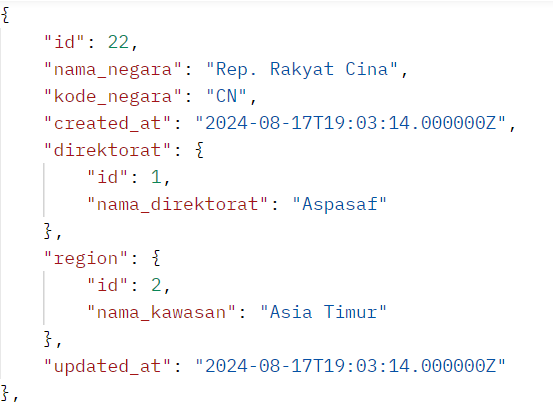 {
    "id": 22,
    "nama_negara": "Rep. Rakyat Cina",
    "kode_negara": "CN",
    "created_at": "2024-08-17T19:03:14.000000Z",
    "direktorat": {
        "id": 1,
        "nama_direktorat": "Aspasaf"
    },
    "region": {
        "id": 2,
        "nama_kawasan": "Asia Timur"
    },
    "updated_at": "2024-08-17T19:03:14.000000Z"
},